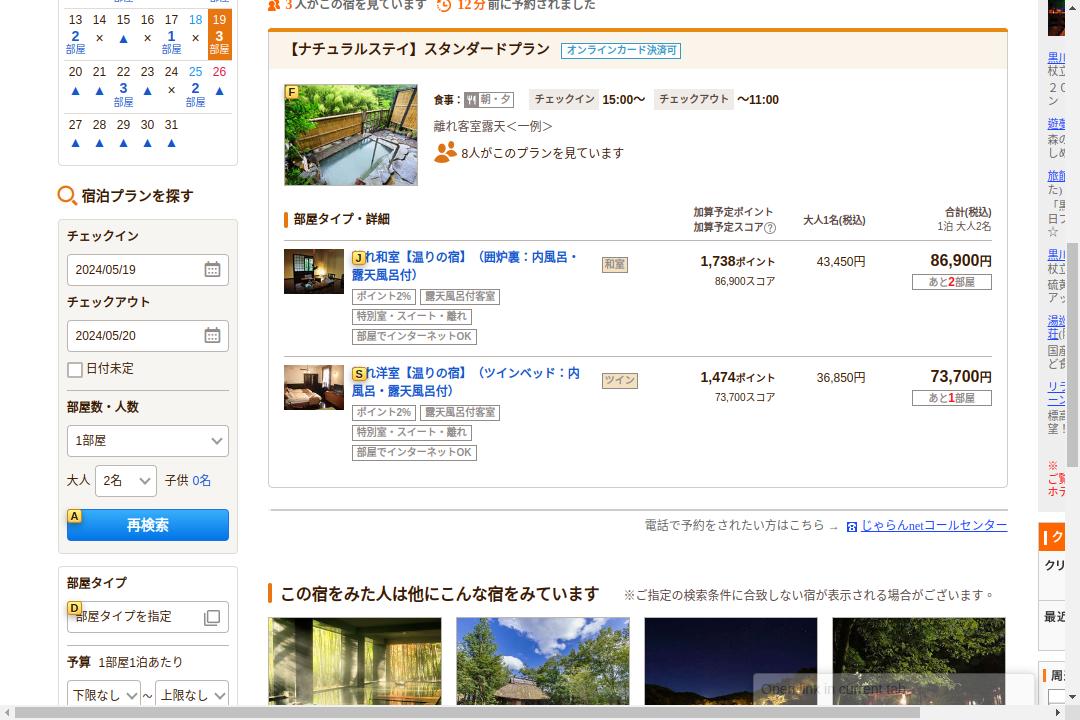 3人がこの宿を見ています 12分前に予約されました
13 14 15 16 17 18 19
2部屋 × ▲ × 1部屋 × 3部屋
20 21 22 23 24 25 26
▲ ▲ 3部屋 ▲ × 2部屋 ▲
27 28 29 30 31
▲ ▲ ▲ ▲ ▲
宿泊プランを探す
チェックイン
2024/05/19
チェックアウト
2024/05/20
日付未定
部屋数・人数
1部屋
大人 2名 子供 0名
A
再検索
部屋タイプ
D
部屋タイプを指定
予算 1部屋1泊あたり
下限なし ～ 上限なし
【ナチュラルステイ】スタンダードプラン オンラインカード決済可
F
食事： 朝・夕 チェックイン 15:00～ チェックアウト ～11:00
離れ客室露天＜一例＞
8人がこのプランを見ています
部屋タイプ・詳細
加算予定ポイント
加算予定スコア?
大人1名(税込)
合計(税込)
1泊 大人2名
J
れ和室【温りの宿】（囲炉裏：内風呂・
露天風呂付）
和室
1,738ポイント
86,900スコア
43,450円
86,900円
あと2部屋
ポイント2% 露天風呂付客室
特別室・スイート・離れ
部屋でインターネットOK
S
れ洋室【温りの宿】（ツインベッド：内
風呂・露天風呂付）
ツイン
1,474ポイント
73,700スコア
36,850円
73,700円
あと1部屋
ポイント2% 露天風呂付客室
特別室・スイート・離れ
部屋でインターネットOK
電話で予約をされたい方はこちら → じゃらんnetコールセンター
この宿をみた人は他にこんな宿をみています ※ご指定の検索条件に合致しない宿が表示される場合がございます。
Open link in current tab
黒川
杖立
２０
ン
森の
しめ
旅館
た)
「黒
日フ
☆
黒川
杖立
硫黄
アッ
荘(
国産
ど食
リラ
ーン
標高
望！
※
ご覧
ホテ
ク
クリ
最近
周